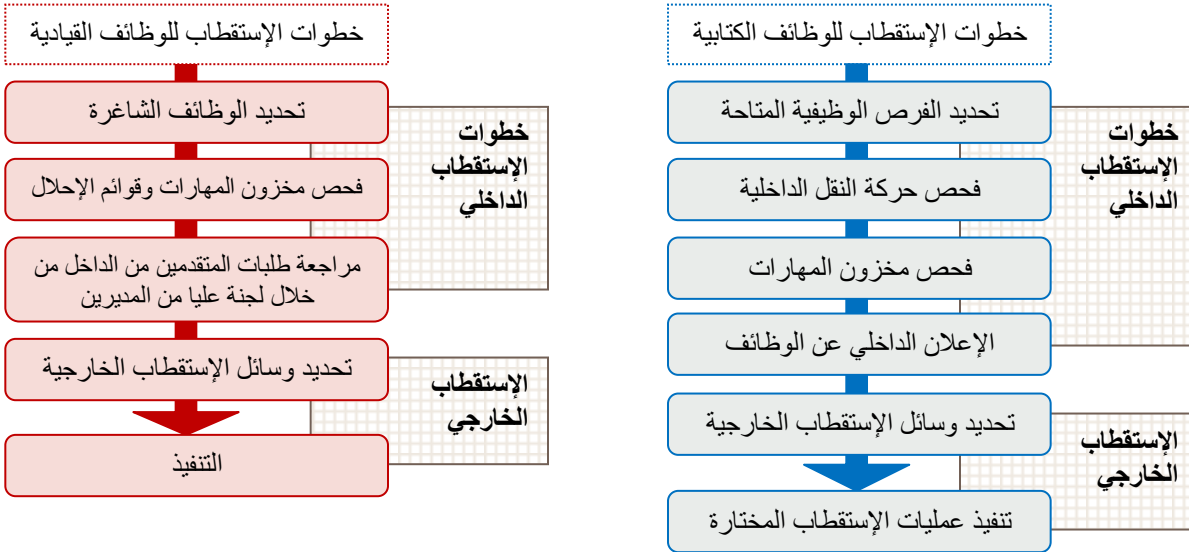 خطوات الإستقطاب للوظائف الكتابية
تحديد الفرص الوظيفية المتاحة
فحص حركة النقل الداخلية
فحص مخزون المهارات
الإعلان الداخلي عن الوظائف
تحديد وسائل الإستقطاب الخارجية
تنفيذ عمليات الإستقطاب المختارة
خطوات
الإستقطاب
الداخلي
الإستقطاب
الخارجي
خطوات الإستقطاب للوظائف القيادية
تحديد الوظائف الشاغرة
فحص مخزون المهارات وقوائم الإحلال
مراجعة طلبات المتقدمين من الداخل من
خلال لجنة عليا من المديرين
تحديد وسائل الإستقطاب الخارجية
التنفيذ
خطوات
الإستقطاب
الداخلي
الإستقطاب
الخارجي